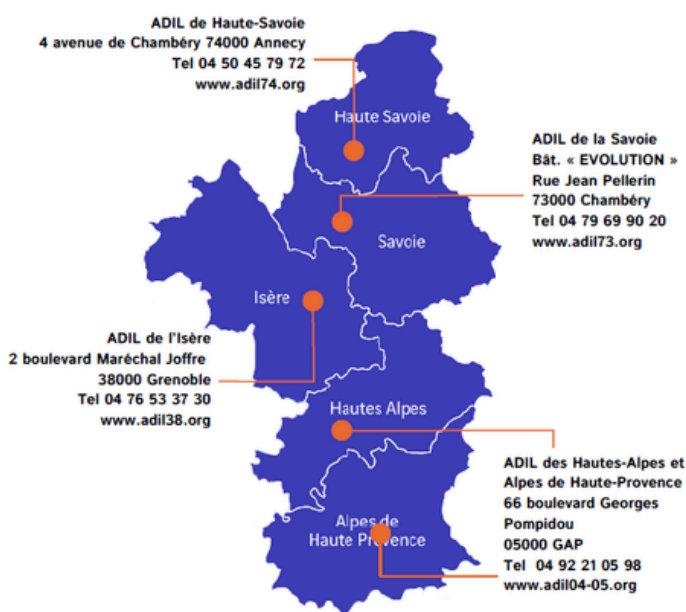 ADIL de Haute-Savoie
4 avenue de Chambéry 74000 Annecy
Tel 04 50 45 79 72
www.adil74.org
Haute Savoie
ADIL de la Savoie
Bât. « EVOLUTION »
Rue Jean Pellerin
73000 Chambéry
Tel 04 79 69 90 20
www.adil73.org
Savoie
Isère
ADIL de l'Isère
2 boulevard Maréchal Joffre
38000 Grenoble
Tel 04 76 53 37 30
www.adil38.org
Hautes Alpes
ADIL des Hautes-Alpes et
Alpes de Haute-Provence
66 boulevard Georges
Pompidou
05000 GAP
Tel 04 92 21 05 98
www.adil04-05.org
Alpes de
Haute Provence